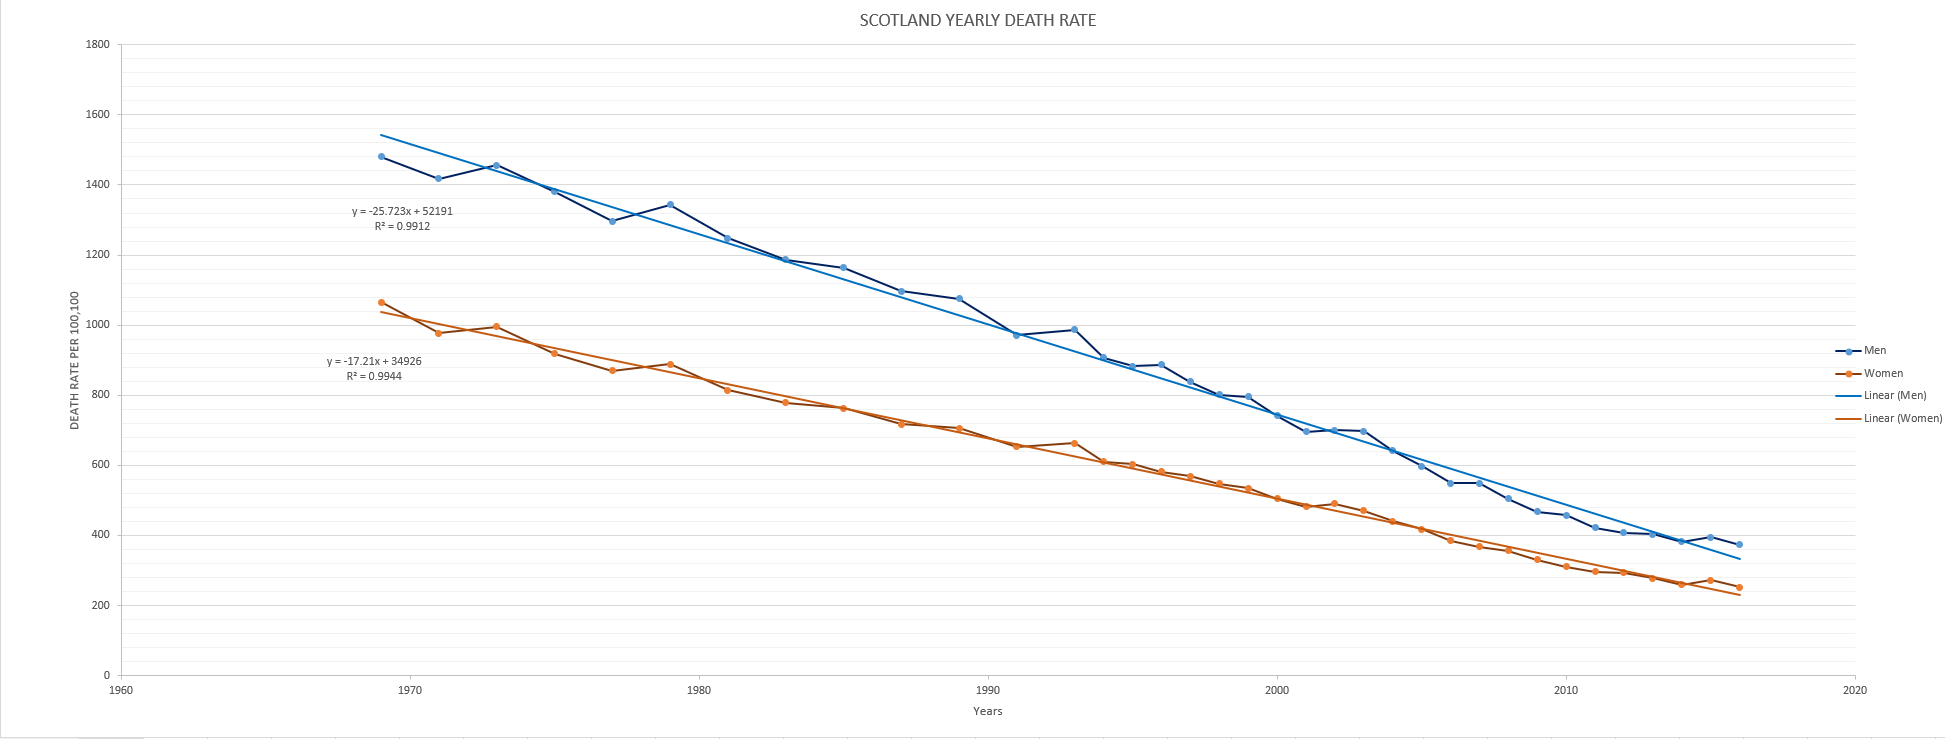 SCOTLAND YEARLY DEATH RATE
1800
1600
1400
1200
1000
800
600
400
200
0
DEATH RATE PER 100,100
y = -25.723x + 52191
R² = 0.9912
y = -17.21x + 34926
R² = 0.9944
Men
Women
Linear (Men)
Linear (Women)
1960 1970 1980 1990 2000 2010 2020
Years